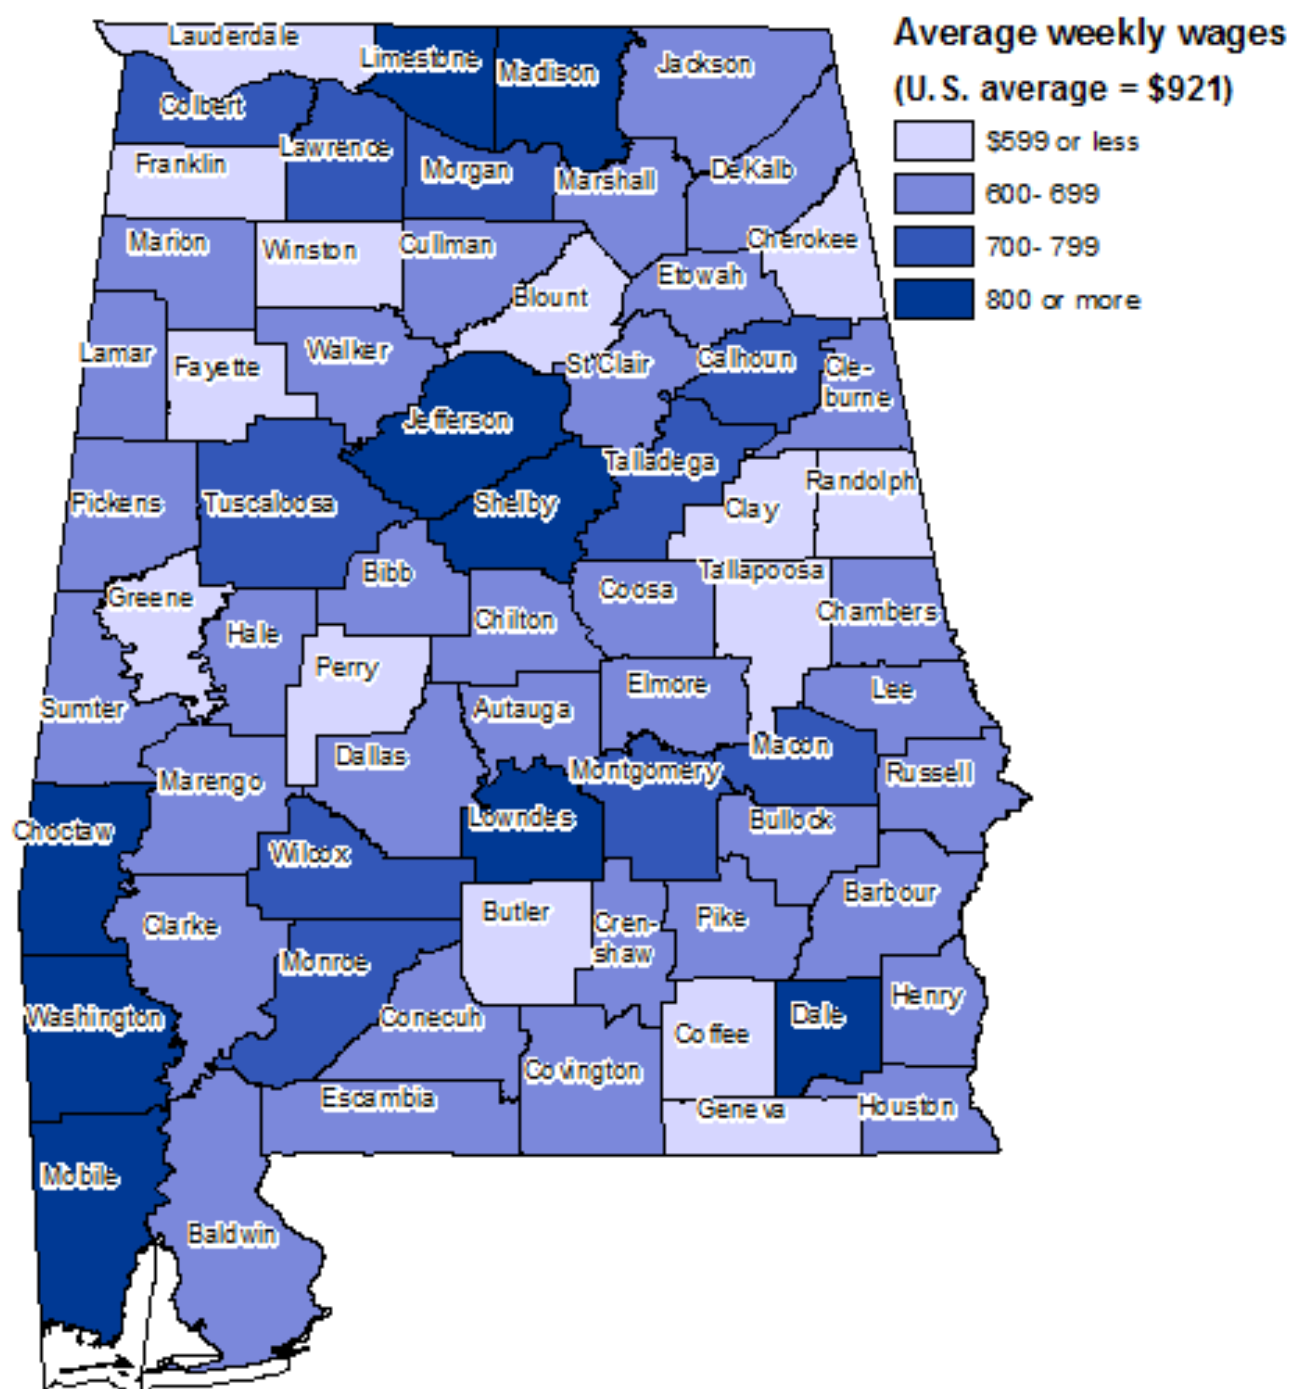 Average weekly wages
(U.S. average = $921)
$599 or less
600- 699
700- 799
800 or more
Lauderdale
Limestone
Madison
Jackson
Colbert
Lawrence
Franklin
Morgan
Marshall
DeKalb
Marion
Winston
Cullman
Cherokee
Blount
Etowah
Lamar
Fayette
Walker
St Clair
Calhoun
Cle-
burne
Jefferson
Talladega
Randolph
Pickens
Tuscaloosa
Shelby
Clay
Bibb
Tallapoosa
Greene
Coosa
Chambers
Hale
Chilton
Perry
Elmore
Lee
Sumter
Autauga
Dallas
Macon
Marengo
Montgomery
Russell
Choctaw
Lowndes
Bullock
Wilcox
Barbour
Clarke
Butler
Cren-
shaw
Pike
Monroe
Henry
Washington
Conecuh
Coffee
Dale
Covington
Escambia
Geneva
Houston
Mobile
Baldwin